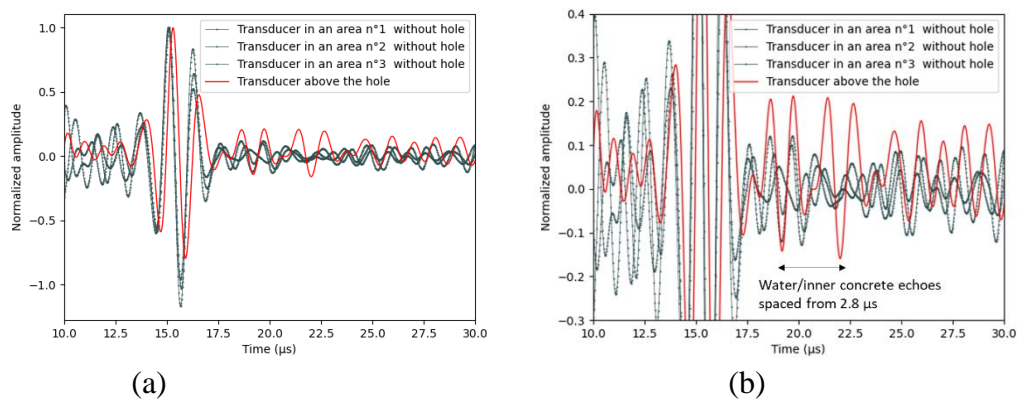 Transducer in an area n°1 without hole
Transducer in an area n°2 without hole
Transducer in an area n°3 without hole
Transducer above the hole
Normalized amplitude
1.0
0.5
0.0
-0.5
-1.0
10.0 12.5 15.0 17.5 20.0 22.5 25.0 27.5 30.0
Time (µs)
(a)
Transducer in an area n°1 without hole
Transducer in an area n°2 without hole
Transducer in an area n°3 without hole
Transducer above the hole
Normalized amplitude
0.4
0.3
0.2
0.1
0.0
-0.1
-0.2
-0.3
Water/inner concrete echoes
spaced from 2.8 µs
10.0 12.5 15.0 17.5 20.0 22.5 25.0 27.5 30.0
Time (µs)
(b)